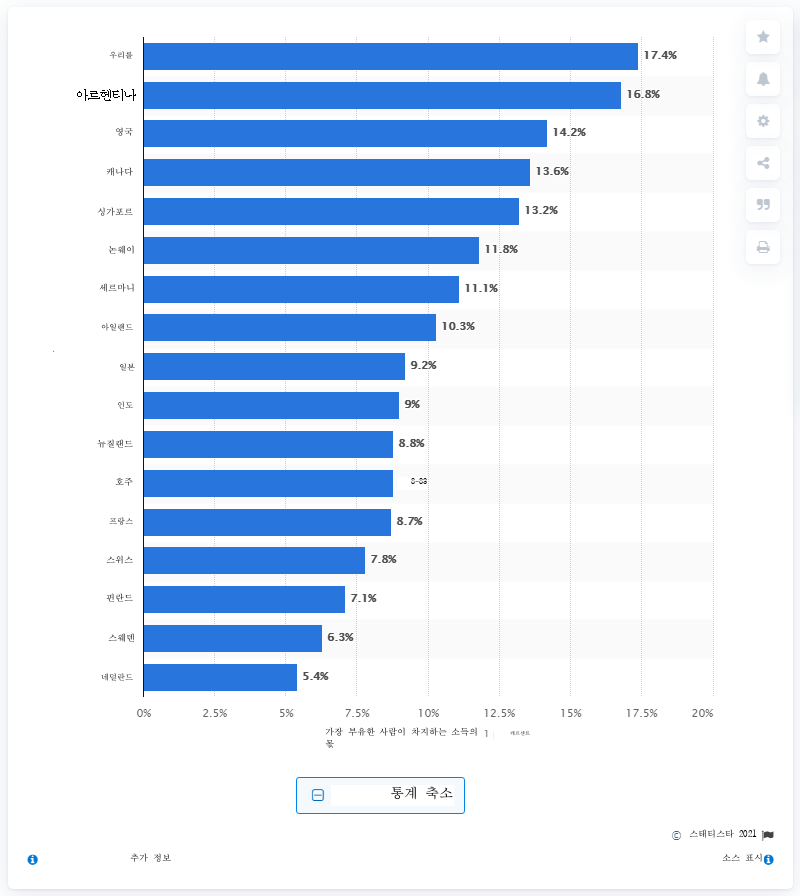 우리를 17.4%
아르헨티나 16.8%
영국 14.2%
캐나다 13.6%
싱가포르 13.2%
논웨이 11.8%
세르마니 11.1%
아일랜드 10.3%
일본 9.2%
인도 9%
뉴질랜드 8.8%
호주
프랑스 8.7%
스위스 7.8%
핀란드 7.1%
스웨덴 6.3%
네덜란드 5.4%
0% 2.5% 5% 7.5% 10% 12.5% 15% 17.5% 20%
가장 부유한 사람이 차지하는 소득의 1
몫
통계 축소
© 스태티스타 2021
추가 정보 소스 표시